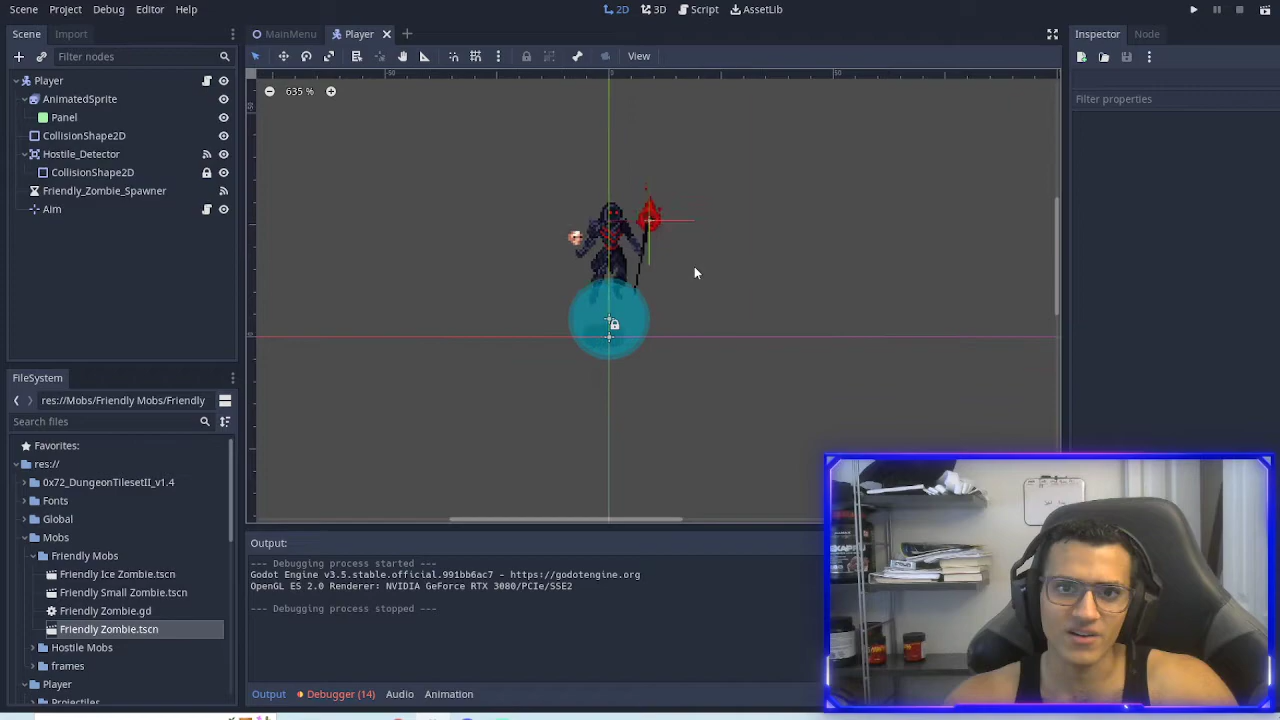 Scene Project Debug Editor Help
2D 3D Script AssetLib
Scene Import
MainMenu Player
Inspector Node
Filter nodes
View
Player
AnimatedSprite
Panel
CollisionShape2D
Hostile_Detector
CollisionShape2D
Friendly_Zombie_Spawner
Aim
-50 0 50
635 %
Filter properties
FileSystem
res://Mobs/Friendly Mobs/Friendly
Search files
Favorites:
res://
0x72_DungeonTilesetII_v1.4
Fonts
Global
Mobs
Friendly Mobs
Friendly Ice Zombie.tscn
Friendly Small Zombie.tscn
Friendly Zombie.gd
Friendly Zombie.tscn
Hostile Mobs
frames
Player
Projectiles
Output:
--- Debugging process started ---
Godot Engine v3.5.stable.official.991bb6ac7 - https://godotengine.org
OpenGL ES 2.0 Renderer: NVIDIA GeForce RTX 3080/PCIe/SSE2
--- Debugging process stopped ---
Output Debugger (14) Audio Animation